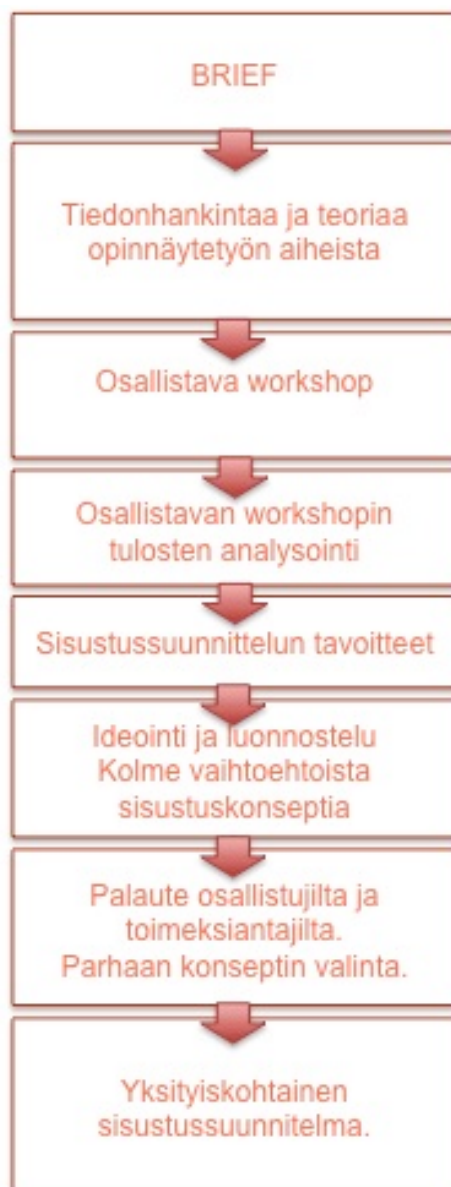 BRIEF
Tiedonhankintaa ja teoriaa
opinnäytetyön aiheista
Osallistava workshop
Osallistavan workshopin
tulosten analysointi
Sisustussuunnittelun tavoitteet
Ideointi ja luonnostelu
Kolme vaihtoehtoista
sisustuskonseptia
Palaute osallistujilta ja
toimeksiantajilta.
Parhaan konseptin valinta.
Yksityiskohtainen
sisustussuunnitelma.